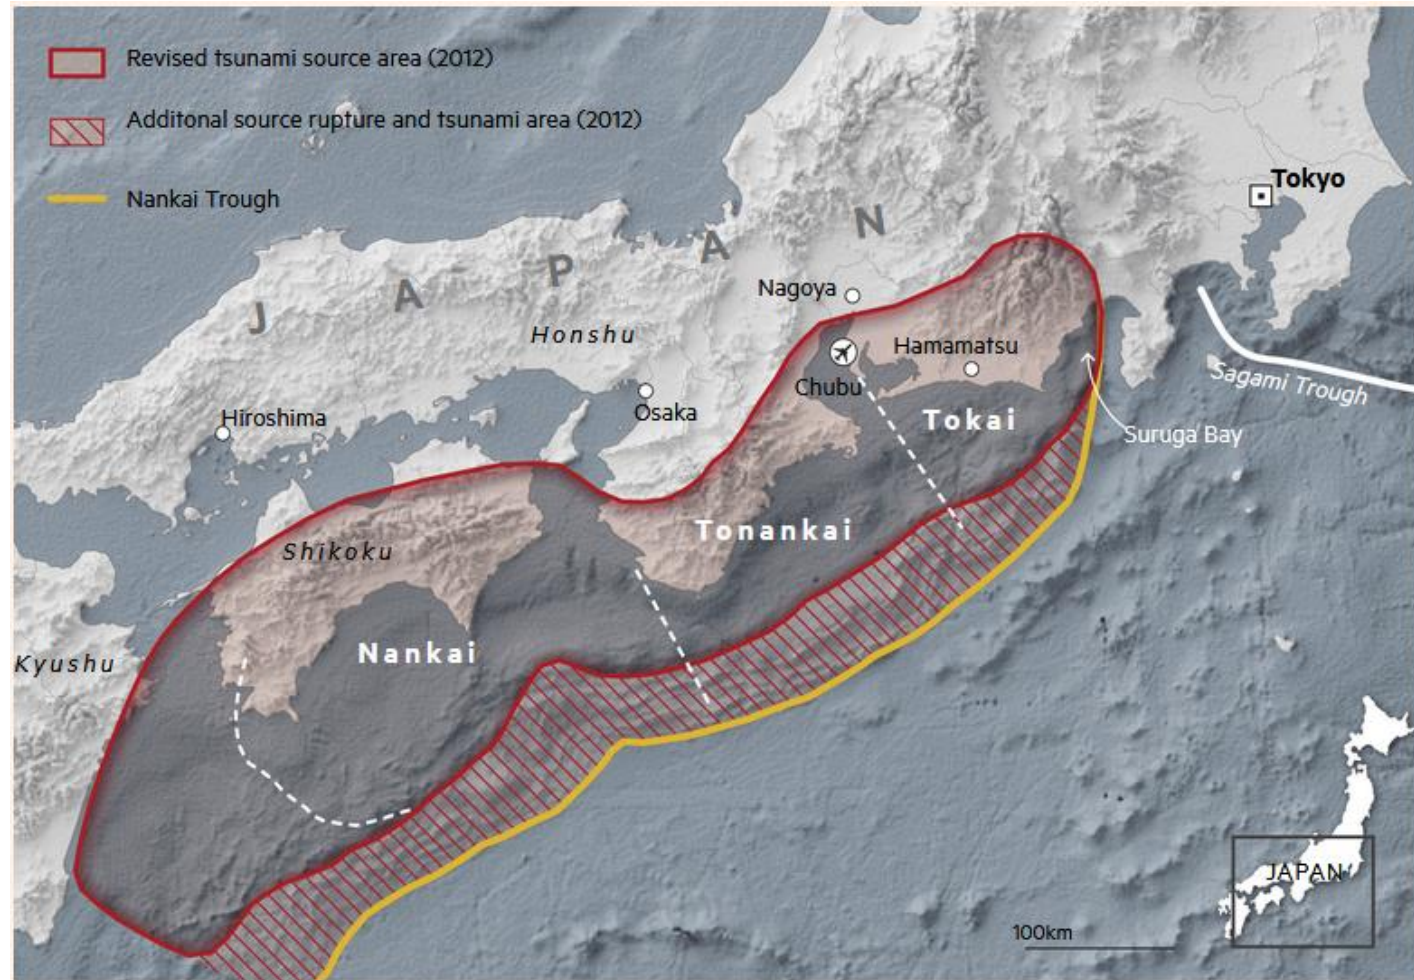 Revised tsunami source area (2012)
Additonal source rupture and tsunami area (2012)
Nankai Trough
Tokyo
JAPAN
Nagoya
Honshu
Hamamatsu
Chubu
Sagami Trough
Osaka
Hiroshima
Tokai
Suruga Bay
Tonankai
Shikoku
Nankai
Kyushu
JAPAN
100km